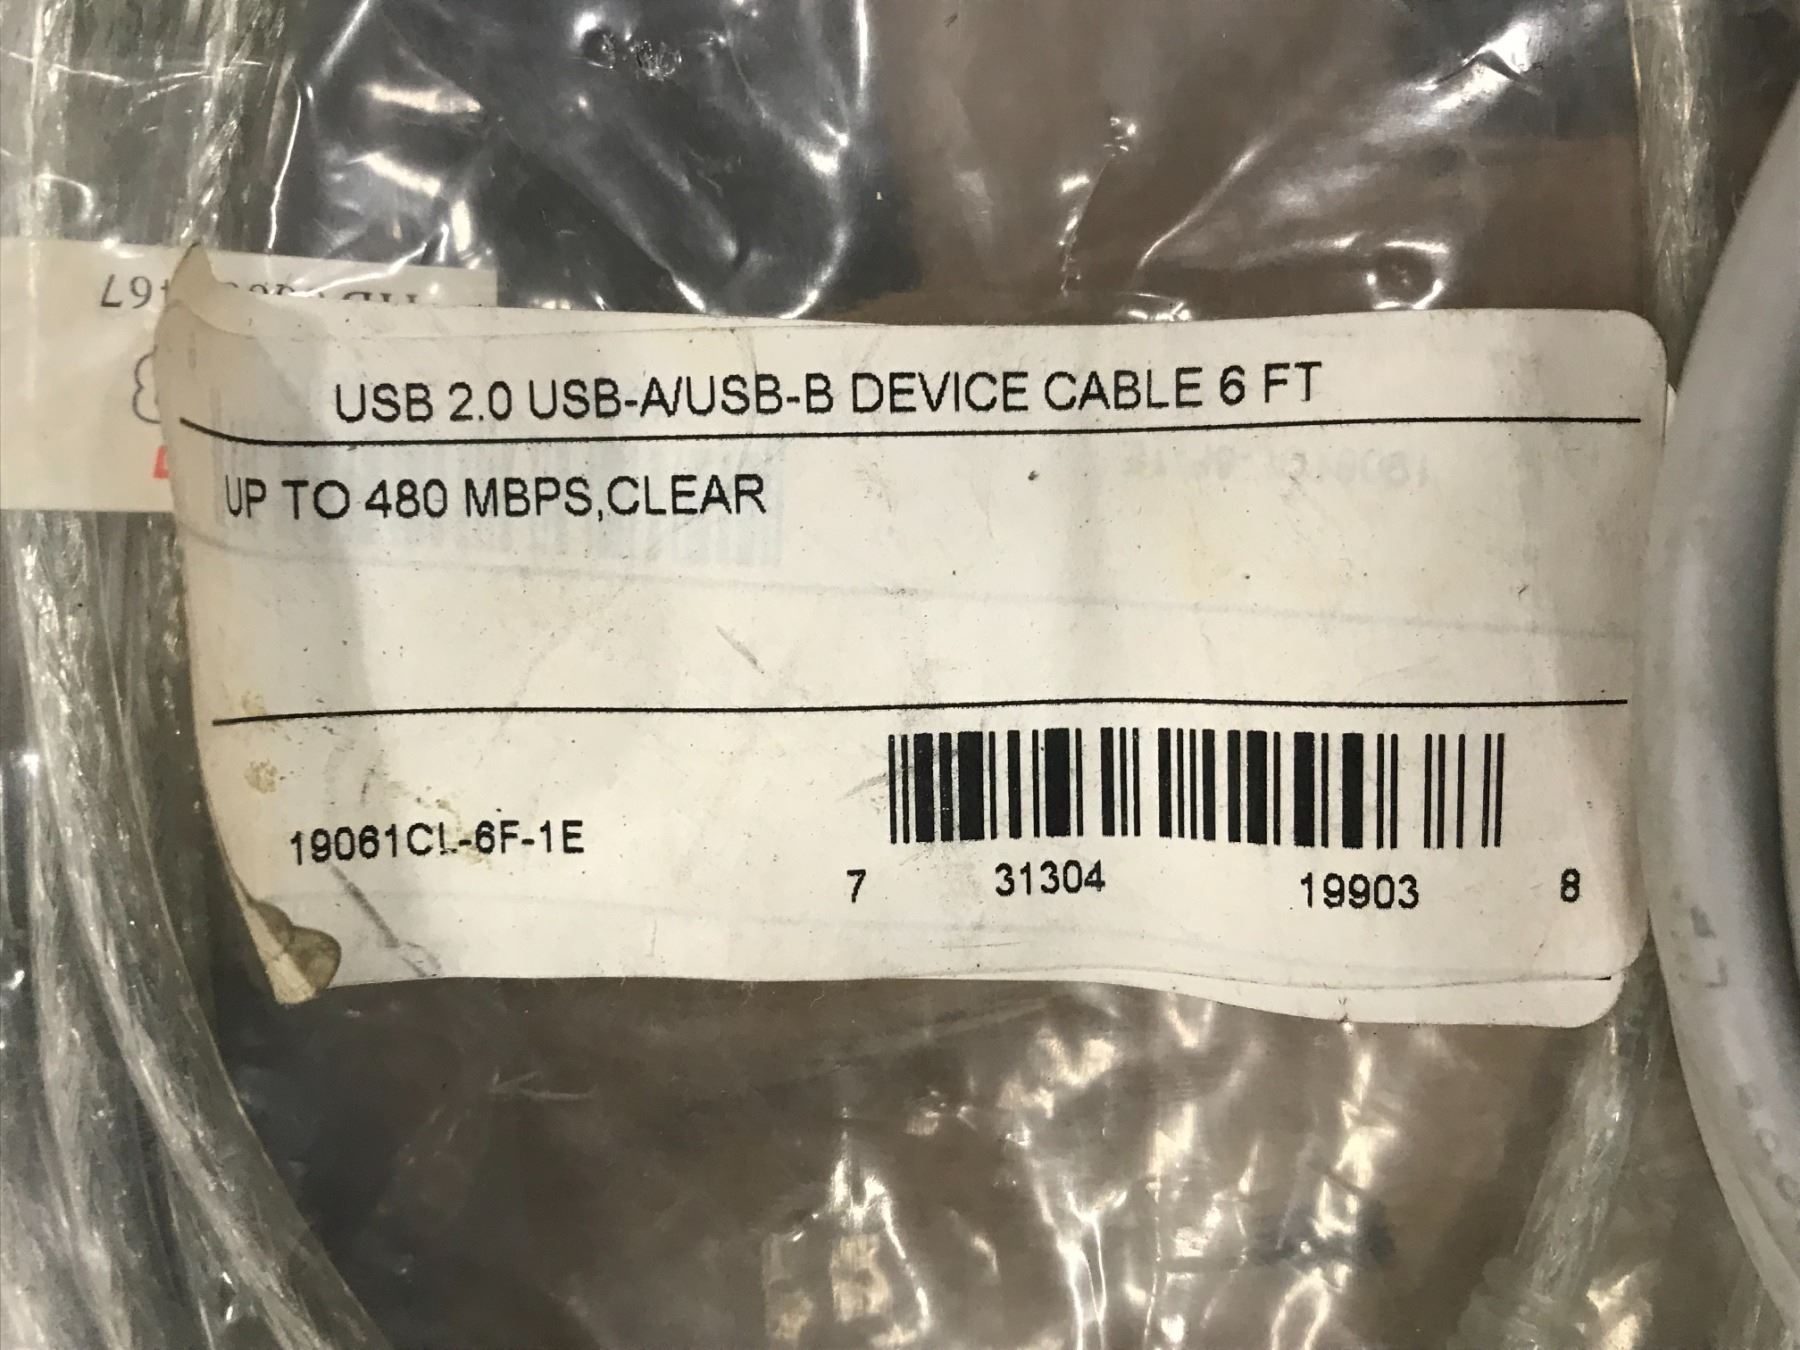 USB 2.0 USB-A/USB-B DEVICE CABLE 6 FT
UP TO 480 MBPS,CLEAR
19061CL-6F-1E
7 31304 19903 8